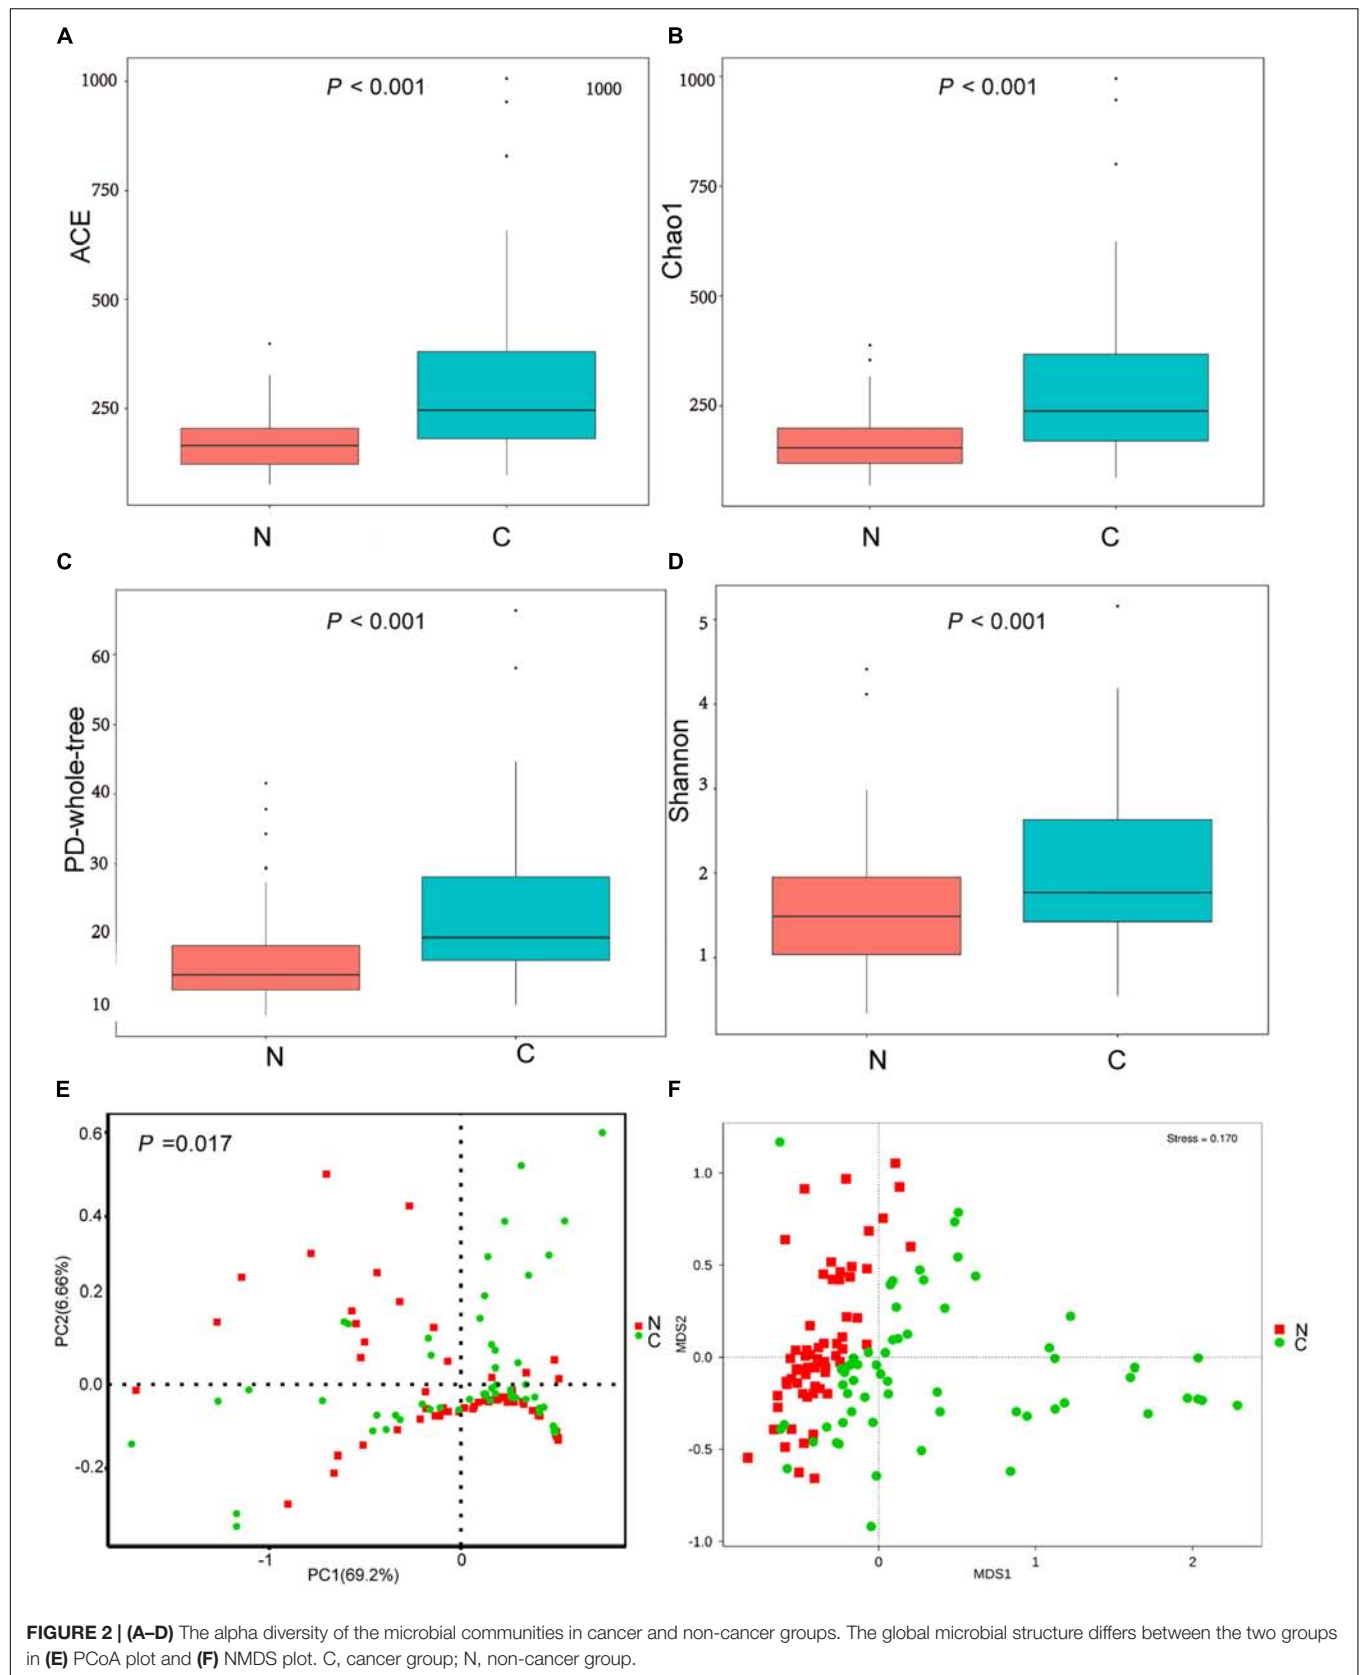 A
P < 0.001
1000
1000
750
500
250
ACE
N
C
B
P < 0.001
1000
750
500
250
Chao1
N
C
C
P < 0.001
60
50
40
30
20
10
PD-whole-tree
N
C
D
P < 0.001
5
4
3
2
1
Shannon
N
C
E
P =0.017
0.6
0.4
0.2
0.0
-0.2
PC2(6.66%)
-1
0
PC1(69.2%)
N
C
F
Stress = 0.170
1.0
0.5
0.0
-0.5
-1.0
MDS2
0
1
2
MDS1
N
C
FIGURE 2 | (A–D) The alpha diversity of the microbial communities in cancer and non-cancer groups. The global microbial structure differs between the two groups
in (E) PCoA plot and (F) NMDS plot. C, cancer group; N, non-cancer group.